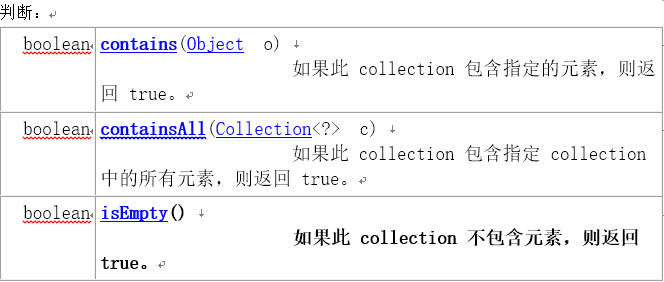 判断：
boolean contains(Object o)
如果此 collection 包含指定的元素，则返
回 true。
boolean containsAll(Collection<?> c)
如果此 collection 包含指定 collection
中的所有元素，则返回 true。
boolean isEmpty()
如果此 collection 不包含元素，则返回
true。